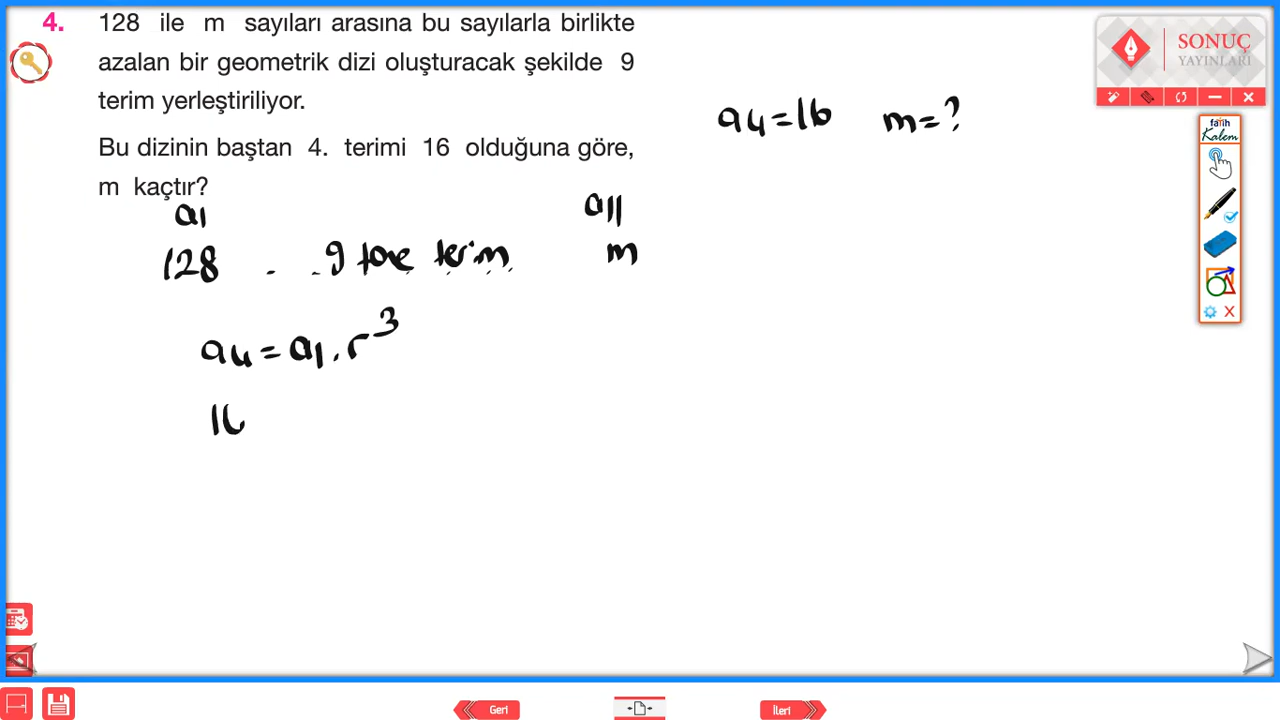 4. 128 ile m sayıları arasına bu sayılarla birlikte
azalan bir geometrik dizi oluşturacak şekilde 9
terim yerleştiriliyor.
Bu dizinin baştan 4. terimi 16 olduğuna göre,
m kaçtır?
a4=16 m=?
a1 a11
128 . . 9 tane terim m
a4=a1.r^3
16
SONUÇ
YAYINLARI
fatih
Kalem
Geri
İleri